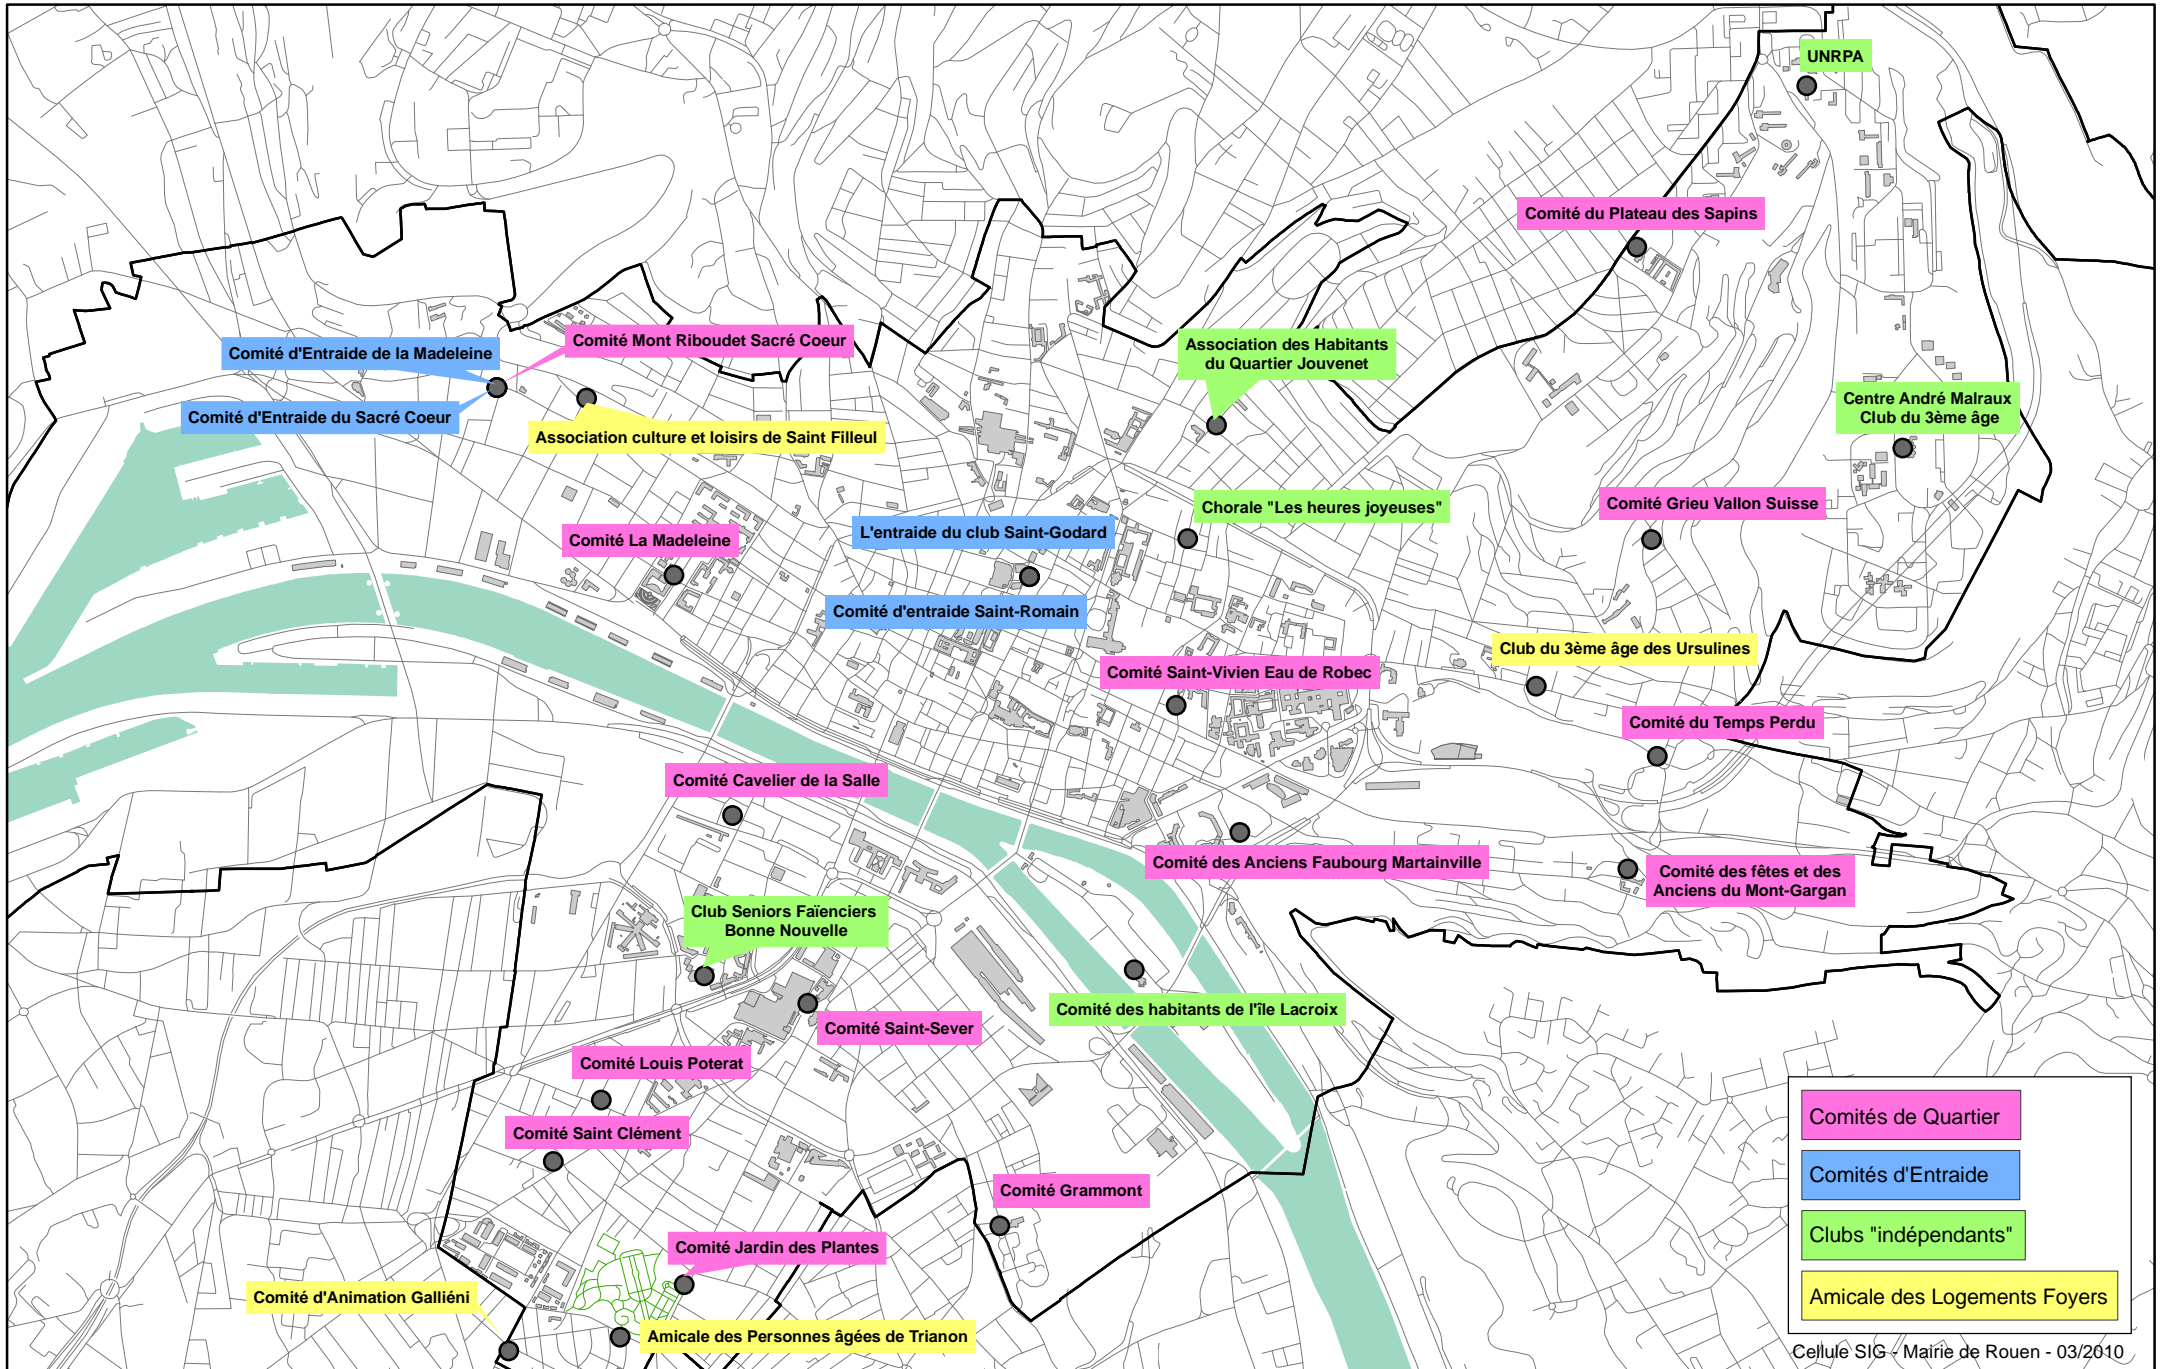 UNRPA
Comité du Plateau des Sapins
Comité Mont Riboudet Sacré Coeur
Comité d'Entraide de la Madeleine
Association des Habitants
du Quartier Jouvenet
Comité d'Entraide du Sacré Coeur
Centre André Malraux
Club du 3ème âge
Association culture et loisirs de Saint Filleul
Comité Grieu Vallon Suisse
Chorale "Les heures joyeuses"
L'entraide du club Saint-Godard
Comité La Madeleine
Comité d'entraide Saint-Romain
Club du 3ème âge des Ursulines
Comité Saint-Vivien Eau de Robec
Comité du Temps Perdu
Comité Cavelier de la Salle
Comité des Anciens Faubourg Martainville
Comité des fêtes et des
Anciens du Mont-Gargan
Club Seniors Faïenciers
Bonne Nouvelle
Comité des habitants de l'île Lacroix
Comité Saint-Sever
Comité Louis Poterat
Comité Saint Clément
Comité Grammont
Comité Jardin des Plantes
Comité d'Animation Galliéni
Amicale des Personnes âgées de Trianon
Comités de Quartier
Comités d'Entraide
Clubs "indépendants"
Amicale des Logements Foyers
Cellule SIG - Mairie de Rouen - 03/2010